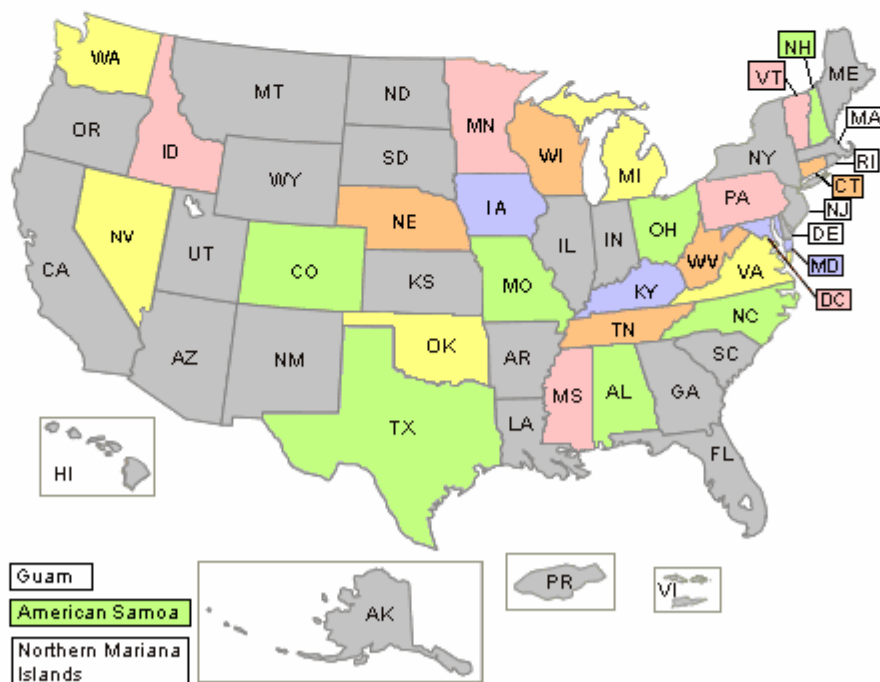 WA
MT
ND
MN
VT
NH
ME
OR
ID
SD
WI
MI
NY
MA
RI
CT
WY
NE
IA
PA
NJ
DE
MD
DC
NV
UT
CO
KS
MO
IL
IN
OH
WV
VA
KY
CA
AZ
NM
OK
AR
TN
NC
SC
TX
LA
MS
AL
GA
FL
HI
Guam
American Samoa
Northern Mariana
Islands
AK
PR
VI